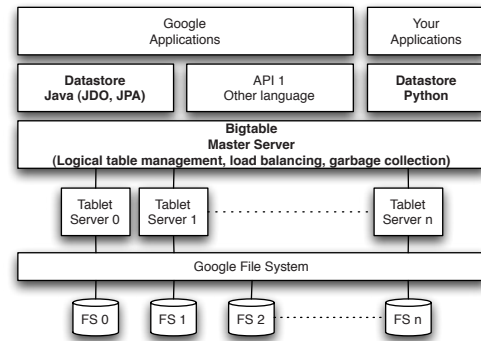 Google
Applications
Your
Applications
Datastore
Java (JDO, JPA)
API 1
Other language
Datastore
Python
Bigtable
Master Server
(Logical table management, load balancing, garbage collection)
Tablet
Server 0
Tablet
Server 1
Tablet
Server n
Google File System
FS 0
FS 1
FS 2
FS n